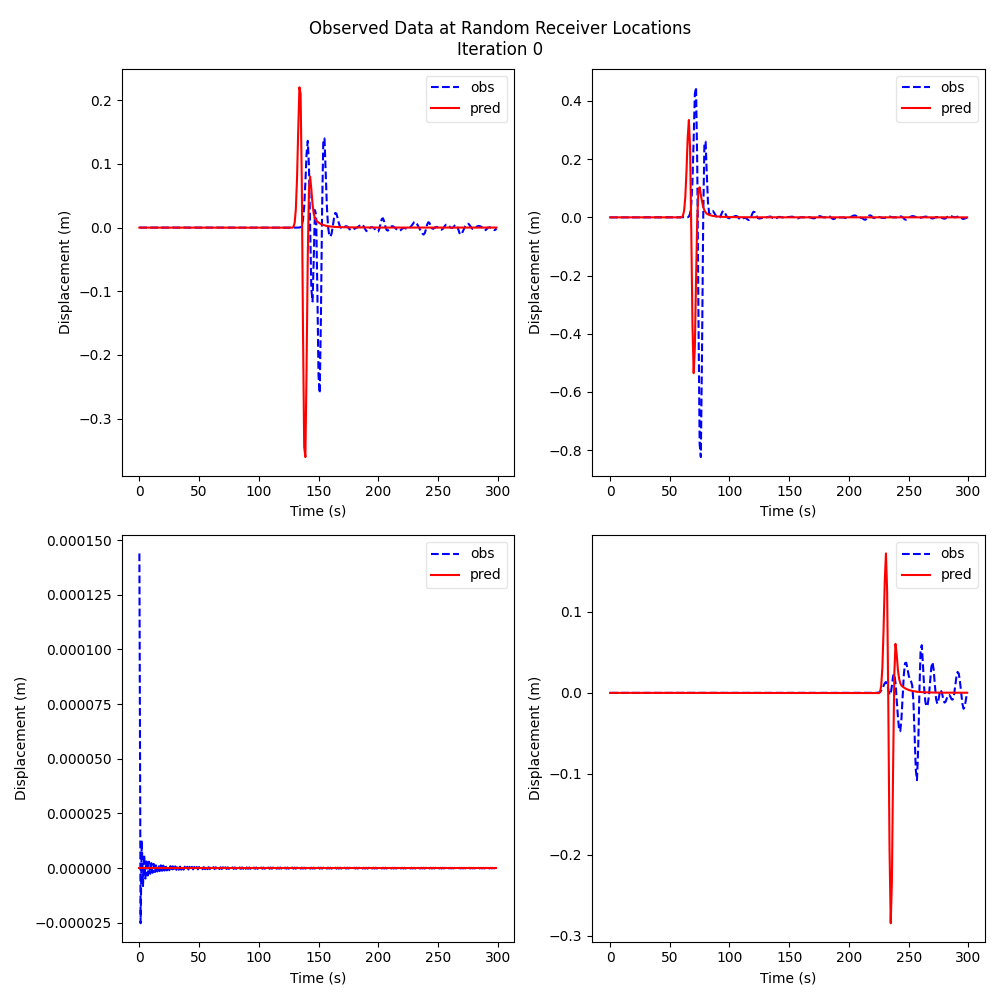 Observed Data at Random Receiver Locations
Iteration 0
obs
pred
0.2
0.1
0.0
−0.1
−0.2
−0.3
Displacement (m)
0 50 100 150 200 250 300
Time (s)
obs
pred
0.4
0.2
0.0
−0.2
−0.4
−0.6
−0.8
Displacement (m)
0 50 100 150 200 250 300
Time (s)
obs
pred
0.000150
0.000125
0.000100
0.000075
0.000050
0.000025
0.000000
−0.000025
Displacement (m)
0 50 100 150 200 250 300
Time (s)
obs
pred
0.1
0.0
−0.1
−0.2
−0.3
Displacement (m)
0 50 100 150 200 250 300
Time (s)